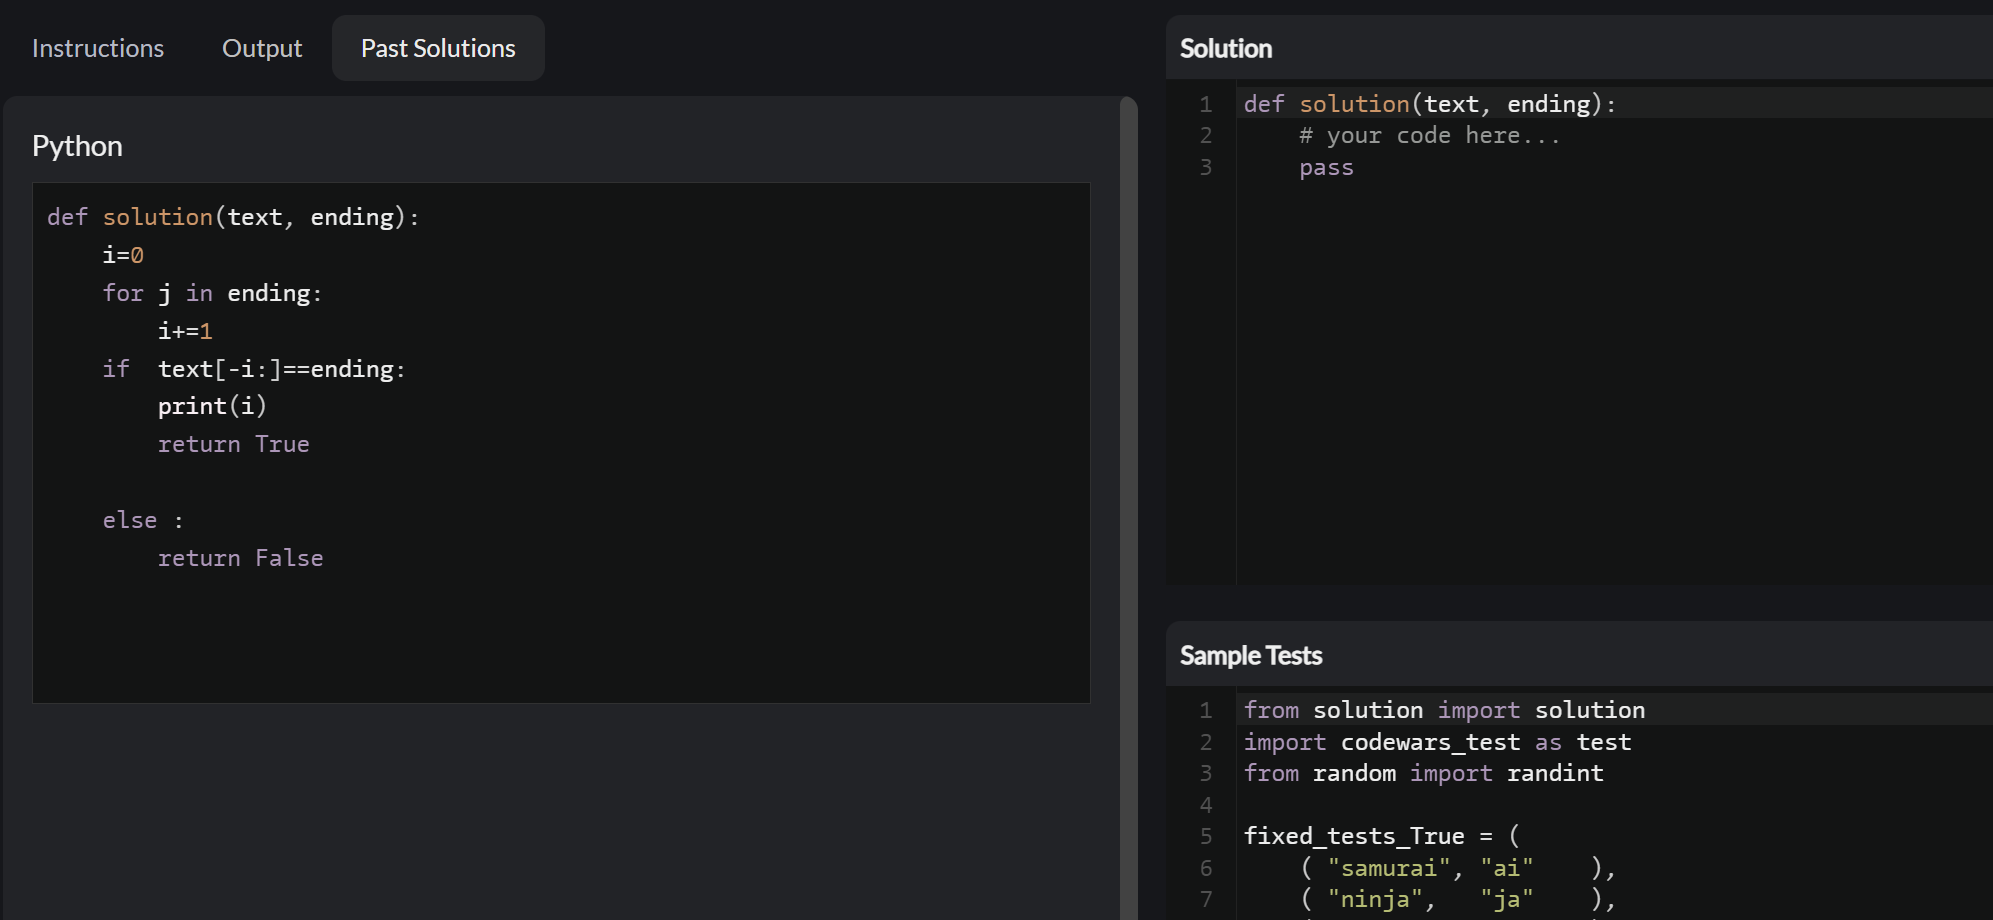 Instructions Output Past Solutions
Python
def solution(text, ending):
    i=0
    for j in ending:
        i+=1
    if  text[-i:]==ending:
        print(i)
        return True
    else :
        return False
Solution
1 def solution(text, ending):
2     # your code here...
3     pass
Sample Tests
1 from solution import solution
2 import codewars_test as test
3 from random import randint
4
5 fixed_tests_True = (
6     ( "samurai", "ai"    ),
7     ( "ninja",   "ja"    ),